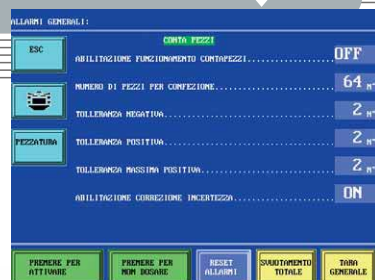 ALLARMI GENERALI:
CONTA PEZZI
ESC
ABILITAZIONE FUNZIONAMENTO CONTAPEZZI.................. OFF
NUMERO DI PEZZI PER CONFEZIONE......................... 64 n°
TOLLERANZA NEGATIVA.................................... 2 n°
PEZZATURA
TOLLERANZA POSITIVA.................................... 2 n°
TOLLERANZA MASSIMA POSITIVA............................ 2 n°
ABILITAZIONE CORREZIONE INCERTEZZA..................... ON
PREMERE PER ATTIVARE
PREMERE PER NON DOSARE
RESET ALLARMI
SVUOTAMENTO TOTALE
TARA GENERALE